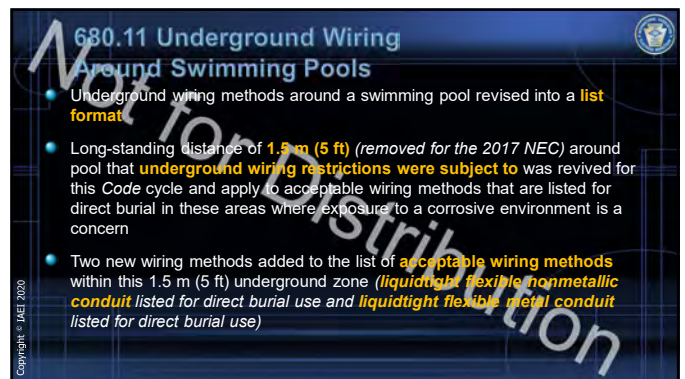 680.11 Underground Wiring
Around Swimming Pools
Underground wiring methods around a swimming pool revised into a list
format
Long-standing distance of 1.5 m (5 ft) (removed for the 2017 NEC) around
pool that underground wiring restrictions were subject to was revived for
this Code cycle and apply to acceptable wiring methods that are listed for
direct burial in these areas where exposure to a corrosive environment is a
concern
Two new wiring methods added to the list of acceptable wiring methods
within this 1.5 m (5 ft) underground zone (liquidtight flexible nonmetallic
conduit listed for direct burial use and liquidtight flexible metal conduit
listed for direct burial use)
Not for Distribution
Copyright © IAEI 2020